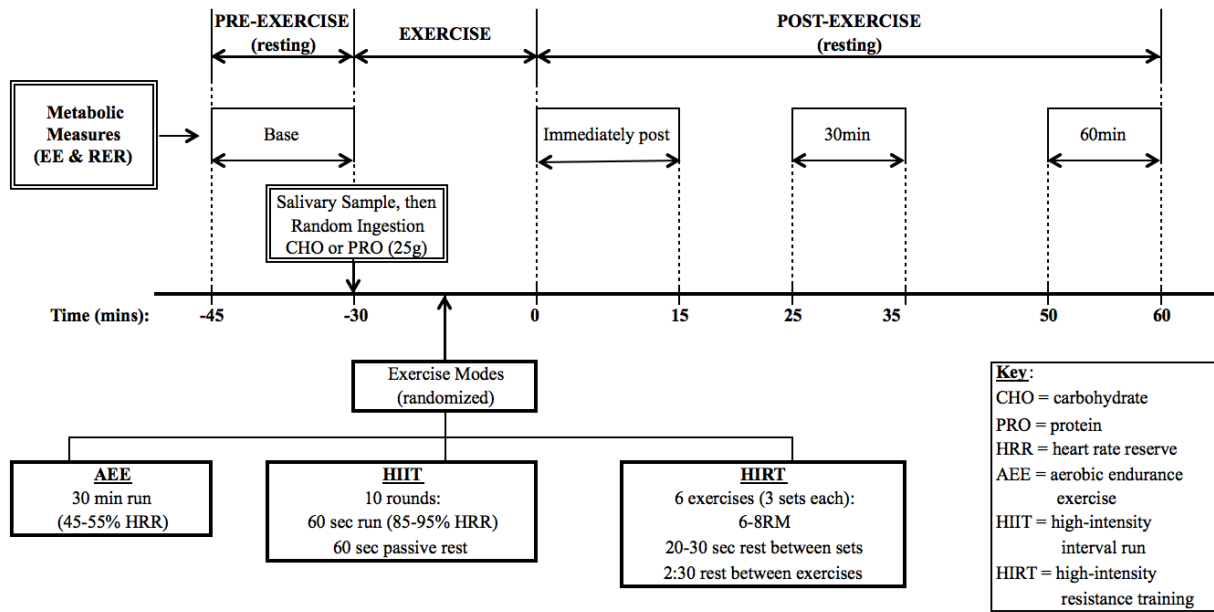 PRE-EXERCISE
(resting)
EXERCISE
POST-EXERCISE
(resting)
Metabolic
Measures
(EE & RER)
Base
Immediately post
30min
60min
Salivary Sample, then
Random Ingestion
CHO or PRO (25g)
Time (mins):
-45
-30
0
15
25
35
50
60
Exercise Modes
(randomized)
AEE
30 min run
(45-55% HRR)
HIIT
10 rounds:
60 sec run (85-95% HRR)
60 sec passive rest
HIRT
6 exercises (3 sets each):
6-8RM
20-30 sec rest between sets
2:30 rest between exercises
Key:
CHO = carbohydrate
PRO = protein
HRR = heart rate reserve
AEE = aerobic endurance
exercise
HIIT = high-intensity
interval run
HIRT = high-intensity
resistance training